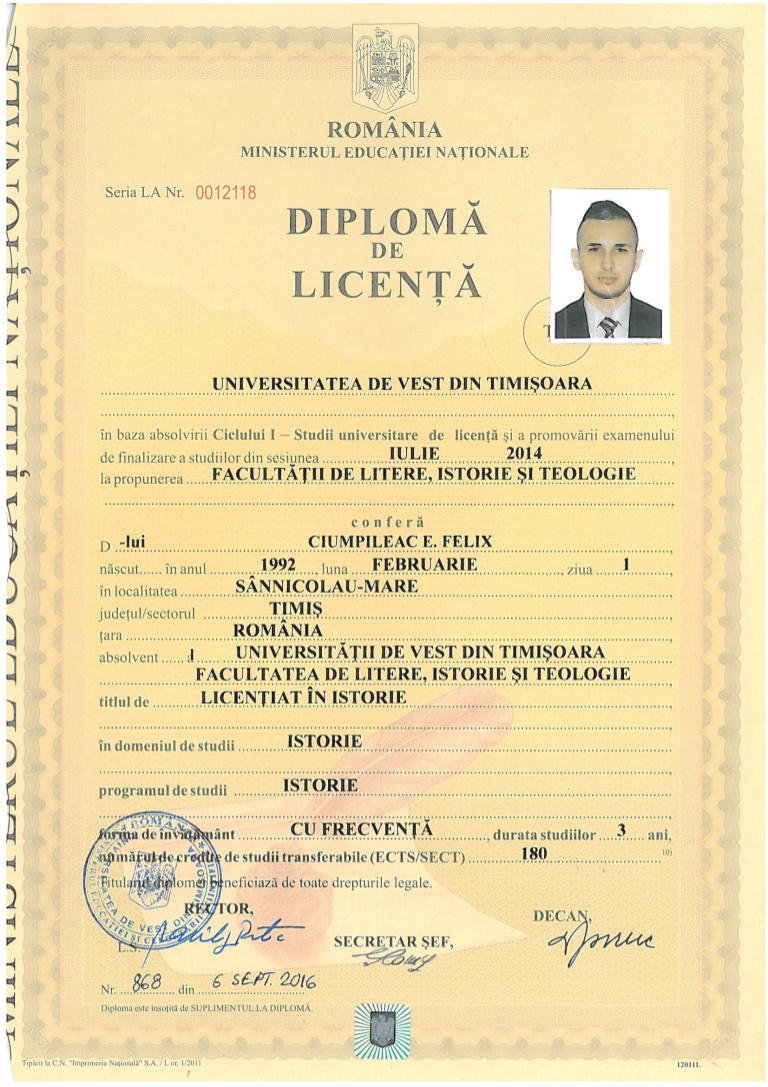 ROMÂNIA
MINISTERUL EDUCAȚIEI NAȚIONALE
Seria LA Nr. 0012118
DIPLOMĂ
DE
LICENȚĂ
T
UNIVERSITATEA DE VEST DIN TIMIȘOARA
în baza absolvirii Ciclului I – Studii universitare de licență și a promovării examenului
de finalizare a studiilor din sesiunea IULIE 2014
la propunerea FACULTĂȚII DE LITERE, ISTORIE ȘI TEOLOGIE
conferă
D -lui CIUMPILEAC E. FELIX
născut...... în anul 1992, luna FEBRUARIE, ziua 1
în localitatea SÂNNICOLAU-MARE
județul/sectorul TIMIȘ
țara ROMÂNIA
absolvent l UNIVERSITĂȚII DE VEST DIN TIMIȘOARA
FACULTATEA DE LITERE, ISTORIE ȘI TEOLOGIE
titlul de LICENȚIAT ÎN ISTORIE
în domeniul de studii ISTORIE
programul de studii ISTORIE
forma de învățământ CU FRECVENȚĂ, durata studiilor 3 ani,
numărul de credite de studii transferabile (ECTS/SECT) 180 10)
Titularul diplomei beneficiază de toate drepturile legale.
RECTOR,
L.S.
SECRETAR ȘEF,
DECAN,
Nr. 868 din 6 SEPT. 2016
Diploma este însoțită de SUPLIMENTUL LA DIPLOMĂ.
Tipărit la C.N. "Imprimeria Națională" S.A. / I. nr. 1/2011
12011L